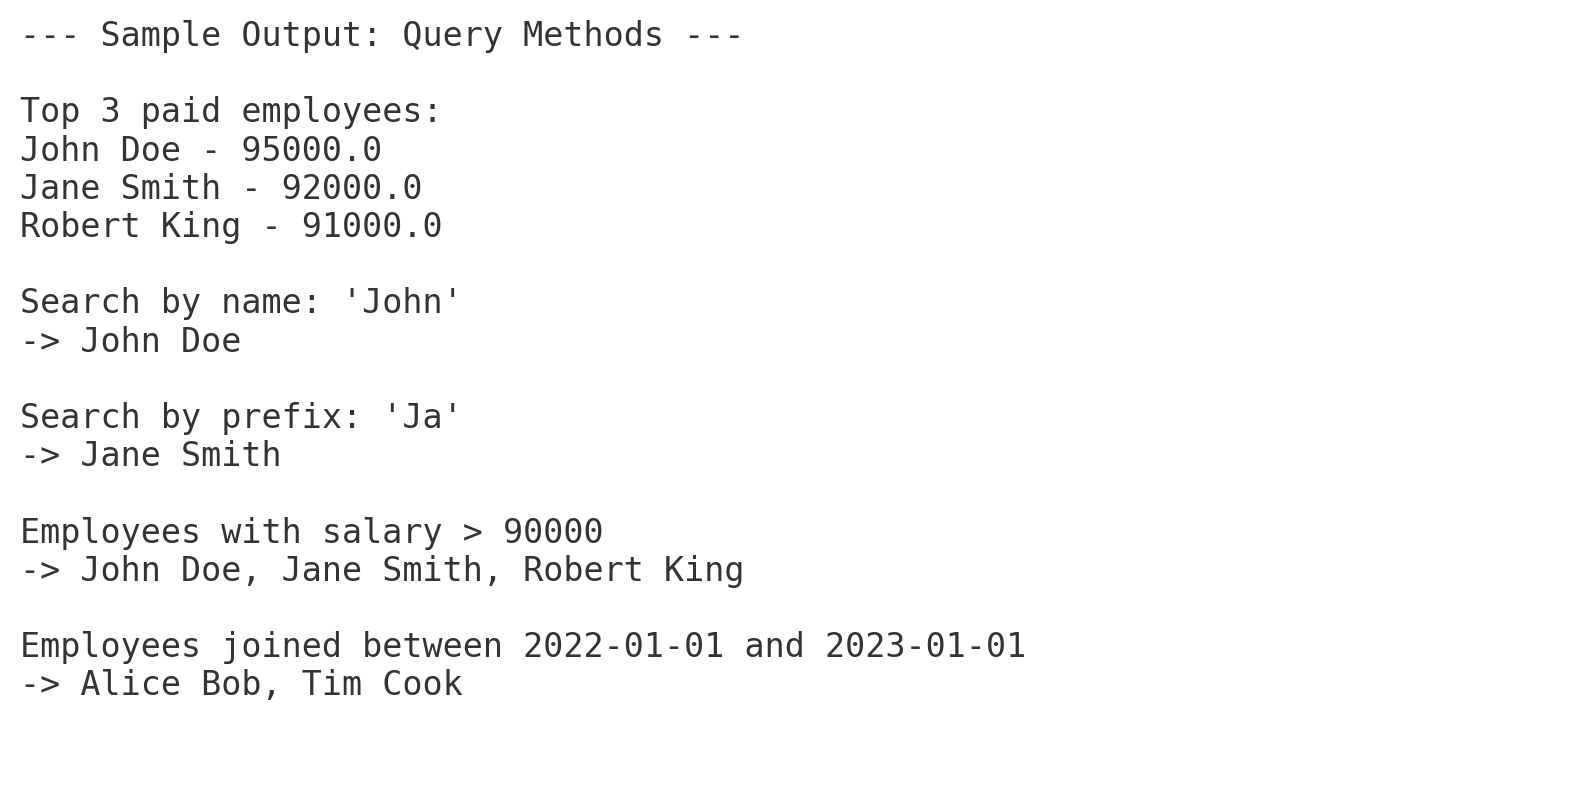 --- Sample Output: Query Methods ---
Top 3 paid employees:
John Doe - 95000.0
Jane Smith - 92000.0
Robert King - 91000.0
Search by name: 'John'
-> John Doe
Search by prefix: 'Ja'
-> Jane Smith
Employees with salary > 90000
-> John Doe, Jane Smith, Robert King
Employees joined between 2022-01-01 and 2023-01-01
-> Alice Bob, Tim Cook